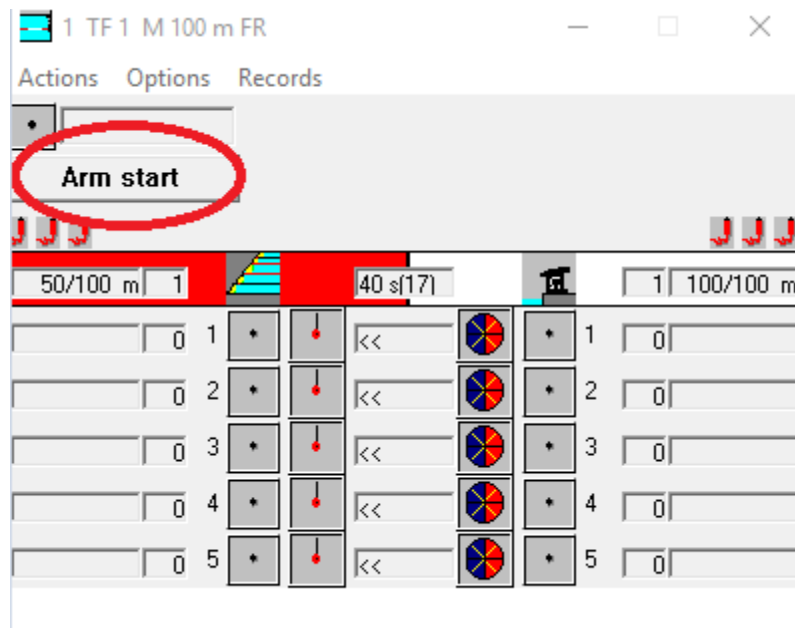 1 TF 1 M 100 m FR
Actions Options Records
Arm start
50/100 m 1 40 s(17) 1 100/100 m
0 1 << 1 0
0 2 << 2 0
0 3 << 3 0
0 4 << 4 0
0 5 << 5 0